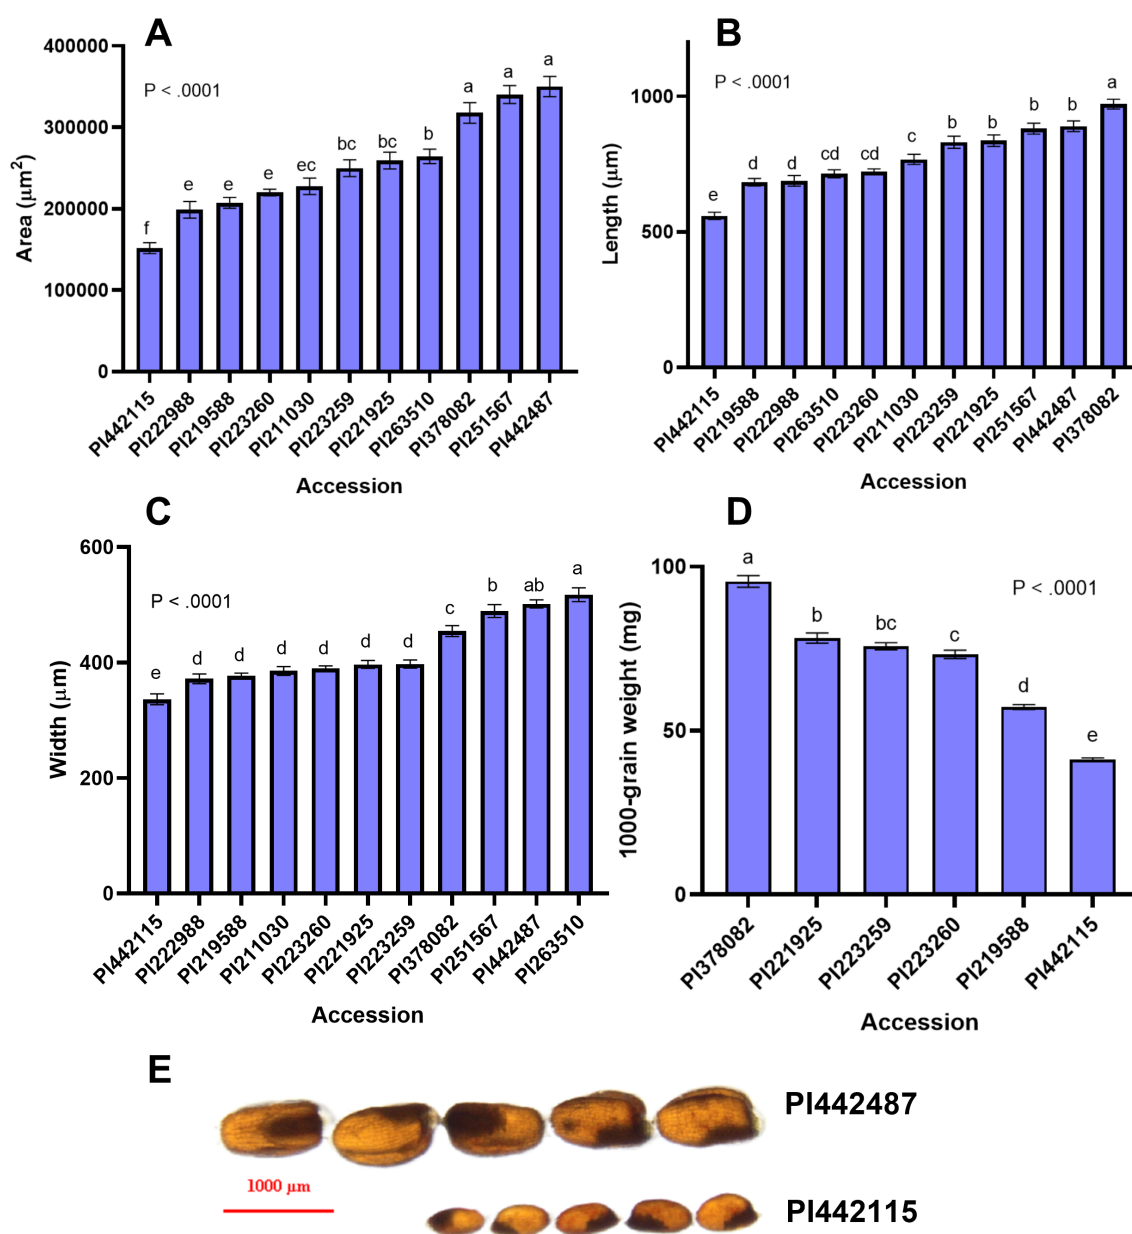 A
P < .0001
Area (μm²)
400000
300000
200000
100000
0
f
e
e
e
ec
bc
bc
b
a
a
a
PI442115
PI222988
PI219588
PI223260
PI211030
PI223259
PI221925
PI263510
PI378082
PI251567
PI442487
Accession
B
P < .0001
Length (μm)
1000
500
0
e
d
d
cd
cd
c
b
b
b
b
a
PI442115
PI219588
PI222988
PI263510
PI223260
PI211030
PI223259
PI221925
PI251567
PI442487
PI378082
Accession
C
P < .0001
Width (μm)
600
400
200
0
e
d
d
d
d
d
d
c
b
ab
a
PI442115
PI222988
PI219588
PI211030
PI223260
PI221925
PI223259
PI378082
PI251567
PI442487
PI263510
Accession
D
P < .0001
1000-grain weight (mg)
100
50
0
a
b
bc
c
d
e
PI378082
PI221925
PI223259
PI223260
PI219588
PI442115
Accession
E
PI442487
1000 μm
PI442115